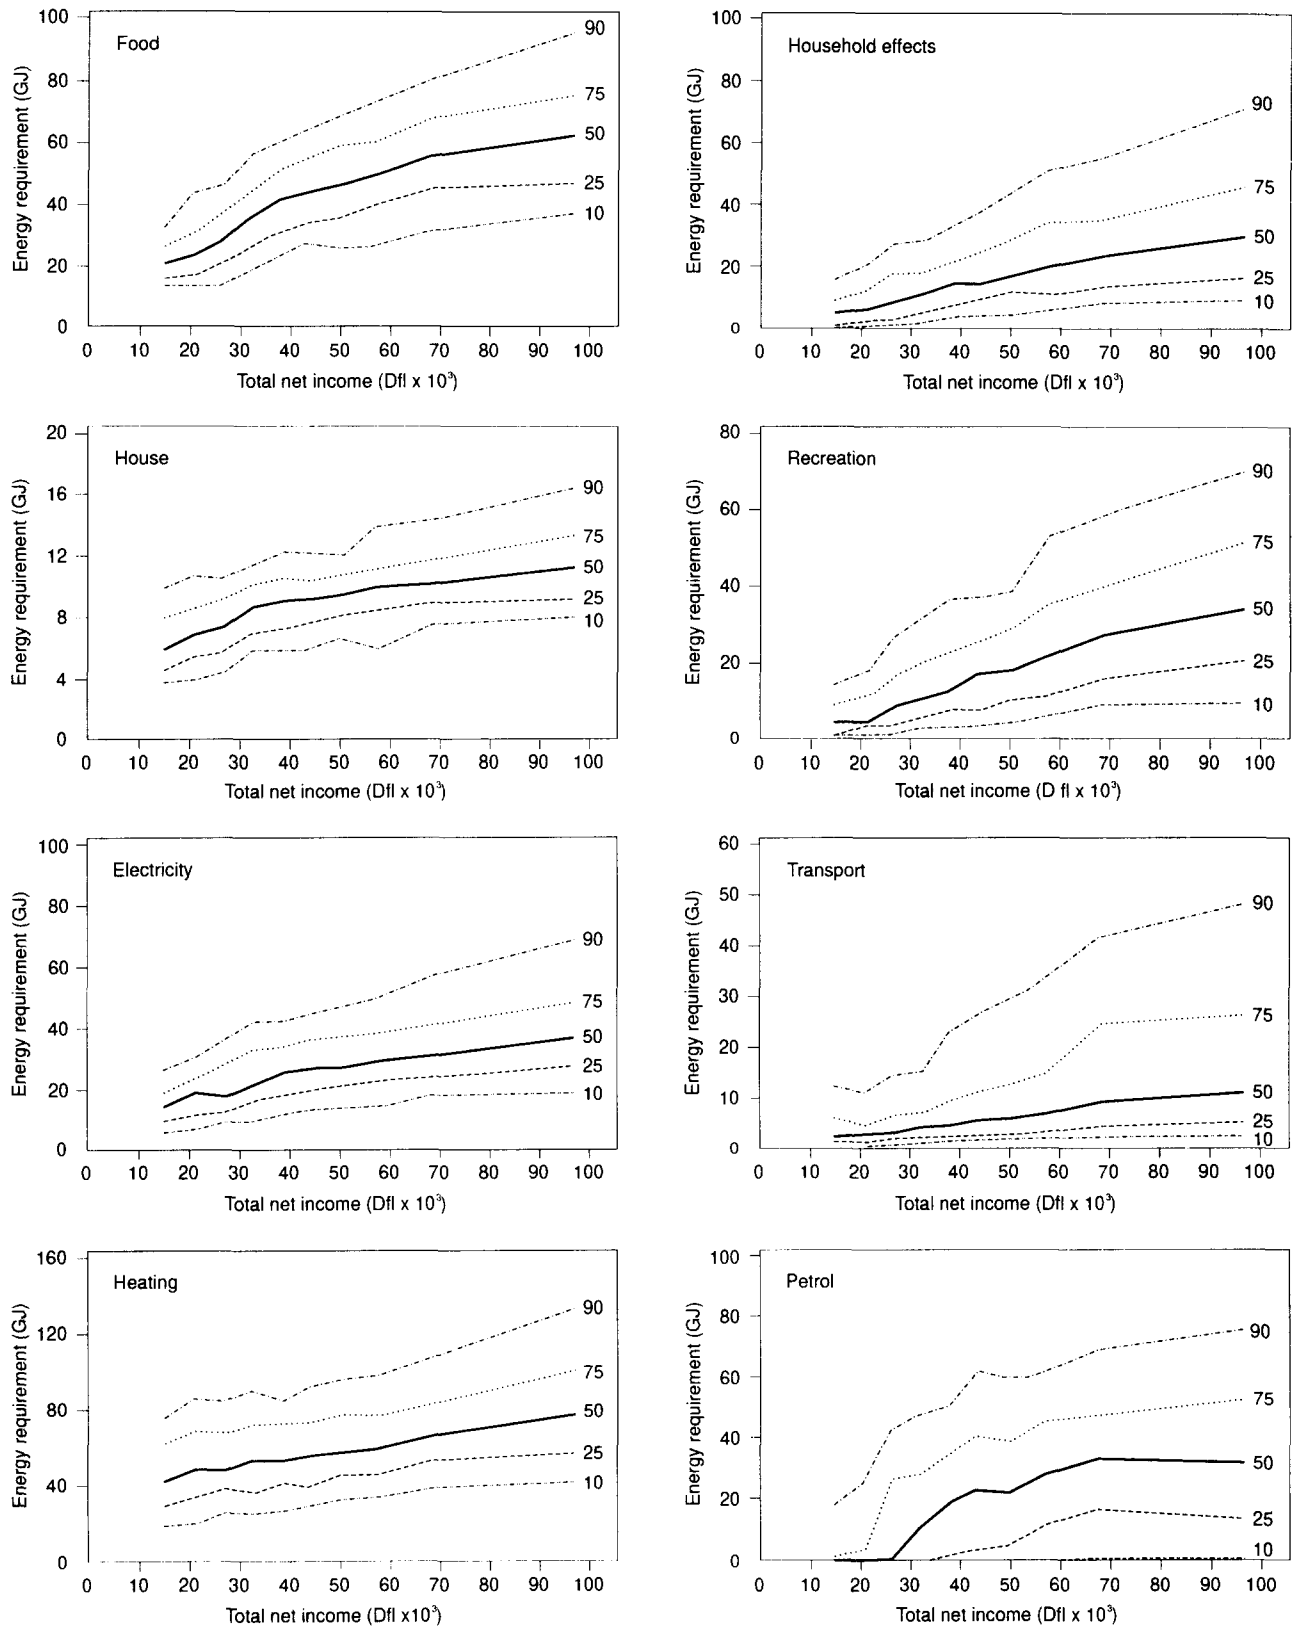 100
Food
90
80
75
60
50
40
25
20
10
0
0 10 20 30 40 50 60 70 80 90 100
Energy requirement (GJ)
Total net income (Dfl x 10³)
100
Household effects
80
90
75
60
50
40
25
20
10
0
0 10 20 30 40 50 60 70 80 90 100
Energy requirement (GJ)
Total net income (Dfl x 10³)
20
House
90
16
75
12
50
25
8
10
4
0
0 10 20 30 40 50 60 70 80 90 100
Energy requirement (GJ)
Total net income (Dfl x 10³)
80
Recreation
90
60
75
40
50
25
20
10
0
0 10 20 30 40 50 60 70 80 90 100
Energy requirement (GJ)
Total net income (D fl x 10³)
100
Electricity
80
90
60
75
40
50
25
20
10
0
0 10 20 30 40 50 60 70 80 90 100
Energy requirement (GJ)
Total net income (Dfl x 10³)
60
Transport
50
90
40
30
75
20
50
10
25
10
0
0 10 20 30 40 50 60 70 80 90 100
Energy requirement (GJ)
Total net income (Dfl x 10³)
160
Heating
90
120
75
80
50
25
40
10
0
0 10 20 30 40 50 60 70 80 90 100
Energy requirement (GJ)
Total net income (Dfl x10³)
100
Petrol
80
90
60
75
40
50
20
25
10
0
0 10 20 30 40 50 60 70 80 90 100
Energy requirement (GJ)
Total net income (Dfl x 10³)